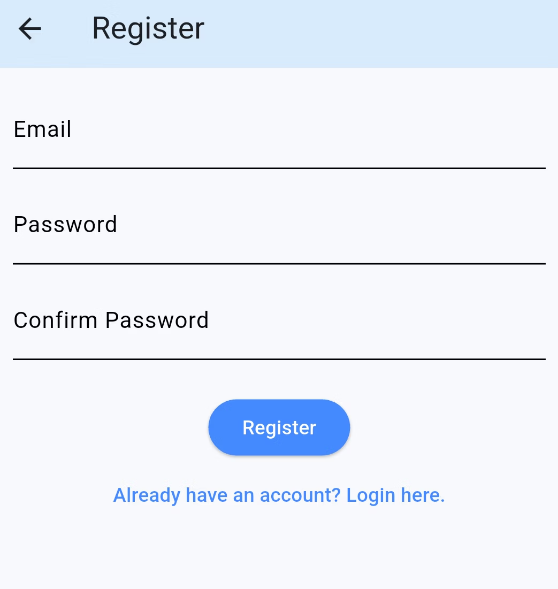 Register
Email
Password
Confirm Password
Register
Already have an account? Login here.